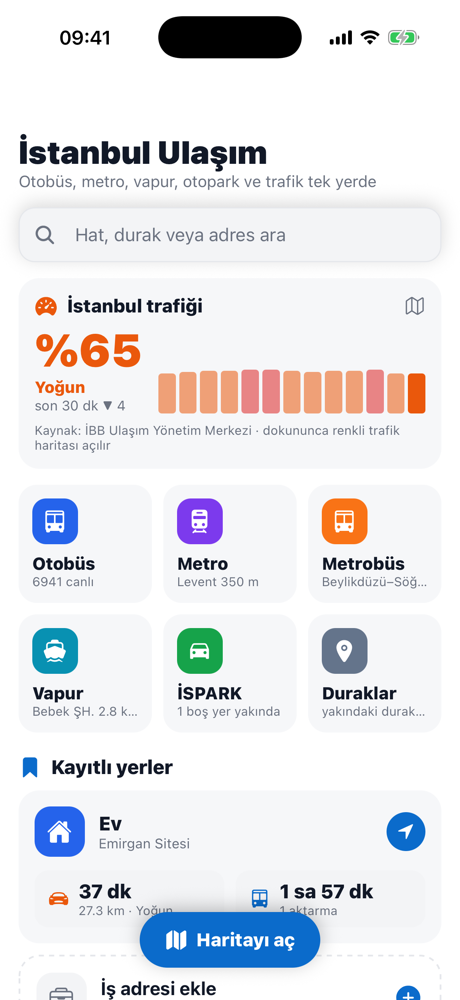 09:41
İstanbul Ulaşım
Otobüs, metro, vapur, otopark ve trafik tek yerde
Hat, durak veya adres ara
İstanbul trafiği
%65
Yoğun
son 30 dk ▼ 4
Kaynak: İBB Ulaşım Yönetim Merkezi · dokununca renkli trafik
haritası açılır
Otobüs
6941 canlı
Metro
Levent 350 m
Metrobüs
Beylikdüzü–Söğ...
Vapur
Bebek ŞH. 2.8 k...
İSPARK
1 boş yer yakında
Duraklar
yakındaki durak...
Kayıtlı yerler
Ev
Emirgan Sitesi
37 dk
27.3 km · Yoğun
1 sa 57 dk
1 aktarma
Haritayı aç
İş adresi ekle